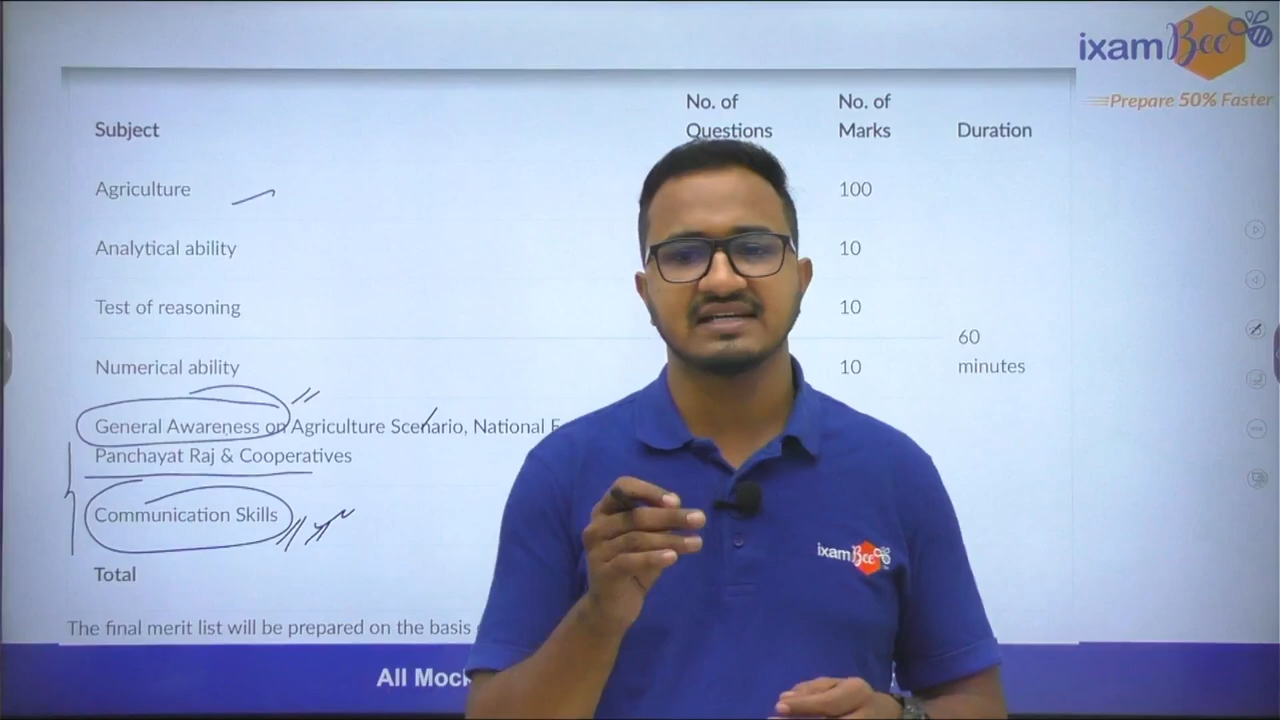 ixamBee
Prepare 50% Faster
No. of No. of
Subject Questions Marks Duration
Agriculture 100
Analytical ability 10
Test of reasoning 10
60
Numerical ability 10 minutes
General Awareness on Agriculture Scenario, National
Panchayat Raj & Cooperatives
Communication Skills
Total
The final merit list will be prepared on the basis
All Mock
ixamBee